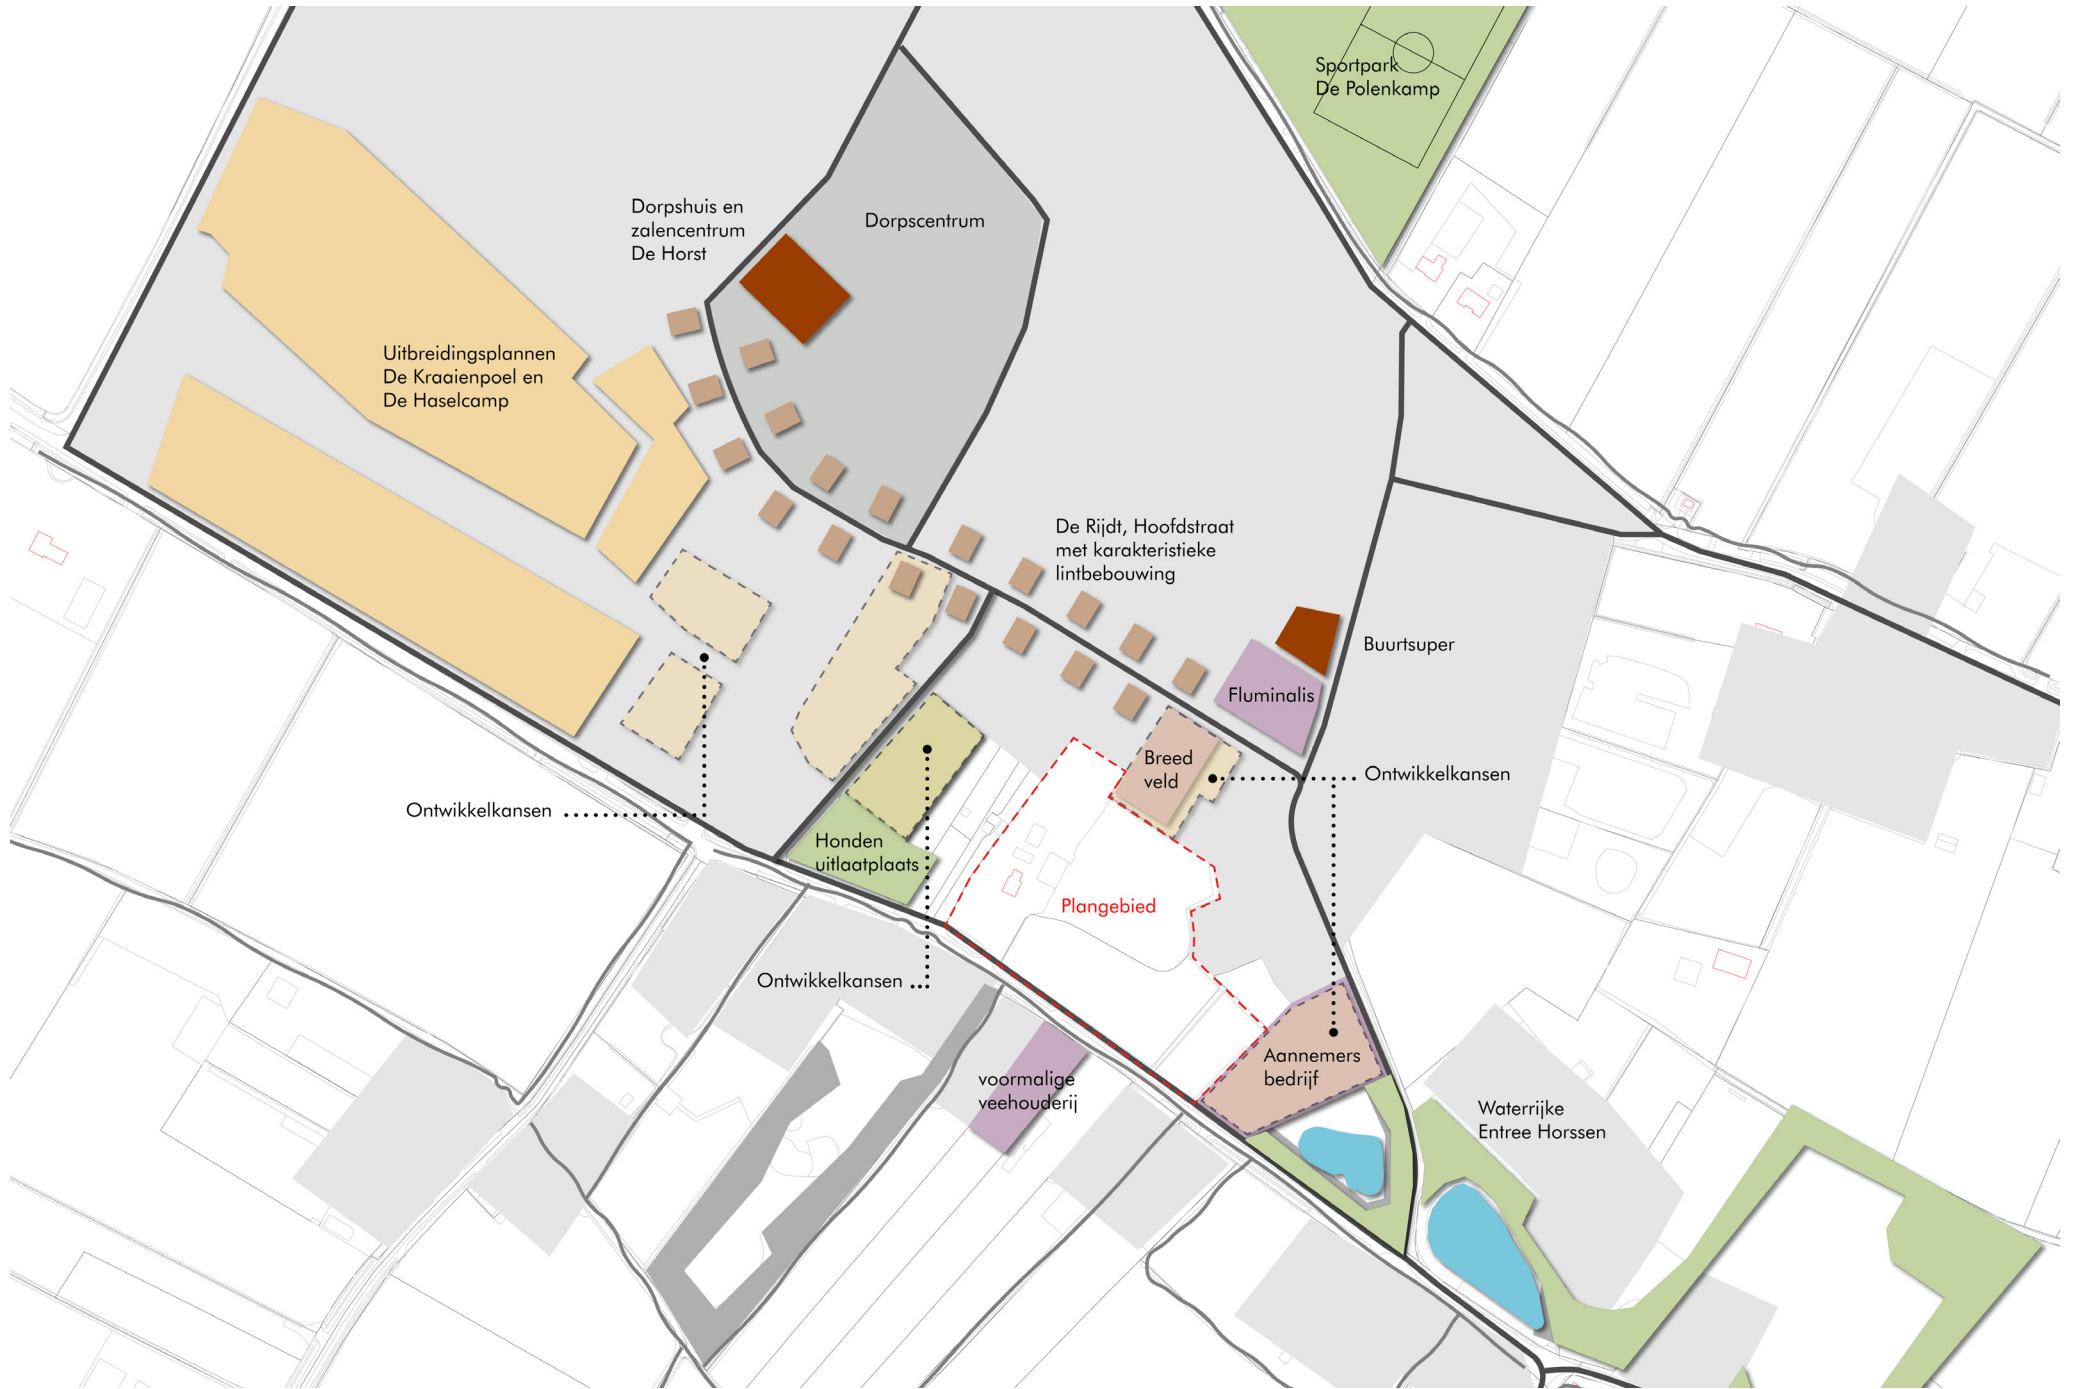 Sportpark
De Polenkamp
Dorpshuis en
zalencentrum
De Horst
Dorpscentrum
Uitbreidingsplannen
De Kraaienpoel en
De Haselcamp
De Rijdt, Hoofdstraat
met karakteristieke
lintbebouwing
Buurtsuper
Fluminalis
Breed
veld
Ontwikkelkansen
Ontwikkelkansen
Honden
uitlaatplaats
Plangebied
Ontwikkelkansen
Aannemers
bedrijf
voormalige
veehouderij
Waterrijke
Entree Horssen